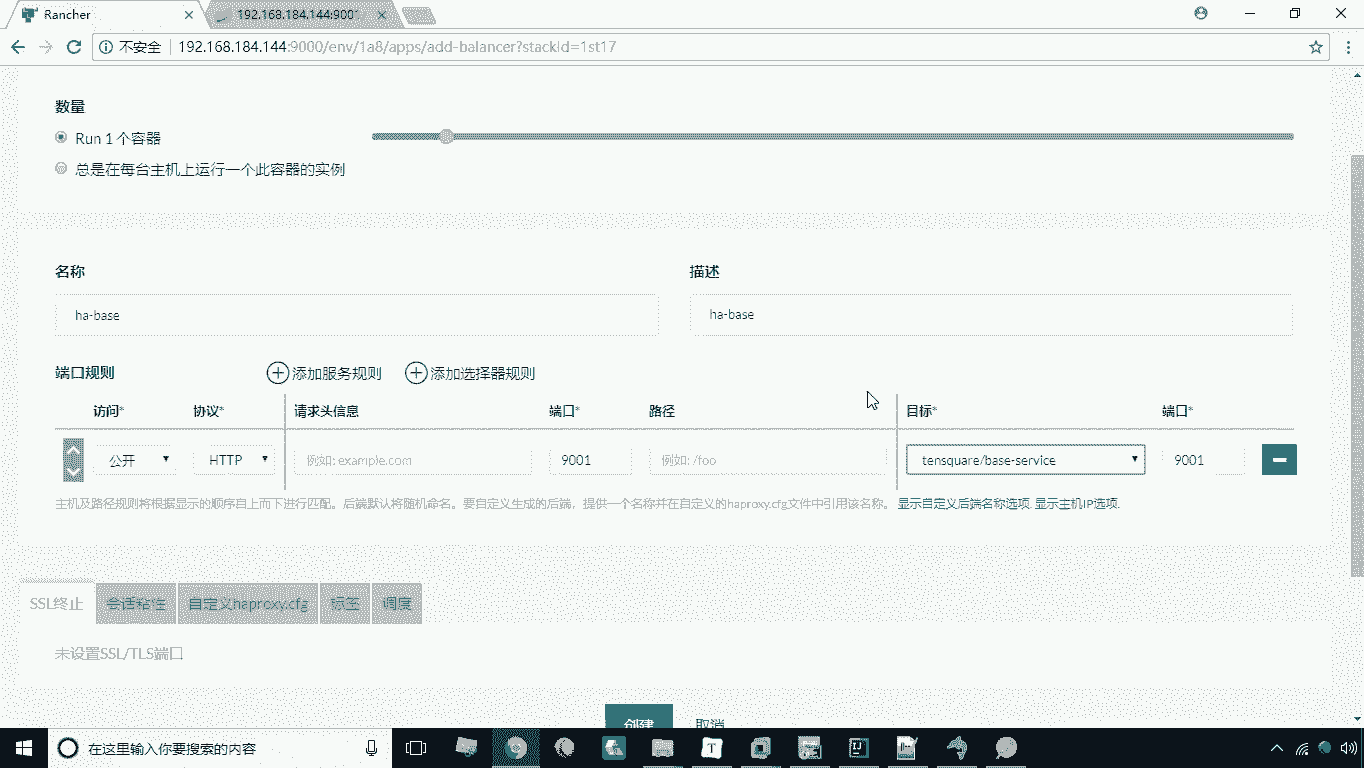 Rancher
192.168.184.144:900
不安全
192.168.184.144:9000/env/1a8/apps/add-balancer?stackId=1st17
数量
Run 1 个容器
总是在每台主机上运行一个此容器的实例
名称
描述
ha-base
ha-base
端口规则
添加服务规则
添加选择器规则
访问*
协议*
请求头信息
端口*
路径
目标*
端口*
公开
HTTP
例如: example.com
9001
例如: /foo
tensquare/base-service
9001
主机及路径规则将根据显示的顺序自上而下进行匹配。后端默认将随机命名。要自定义生成的后端，提供一个名称并在自定义的haproxy.cfg文件中引用该名称。 显示自定义后端名称选项. 显示主机IP选项.
SSL终止
会话粘性
自定义haproxy.cfg
标签
调度
未设置SSL/TLS端口
创建
取消
在这里输入你要搜索的内容